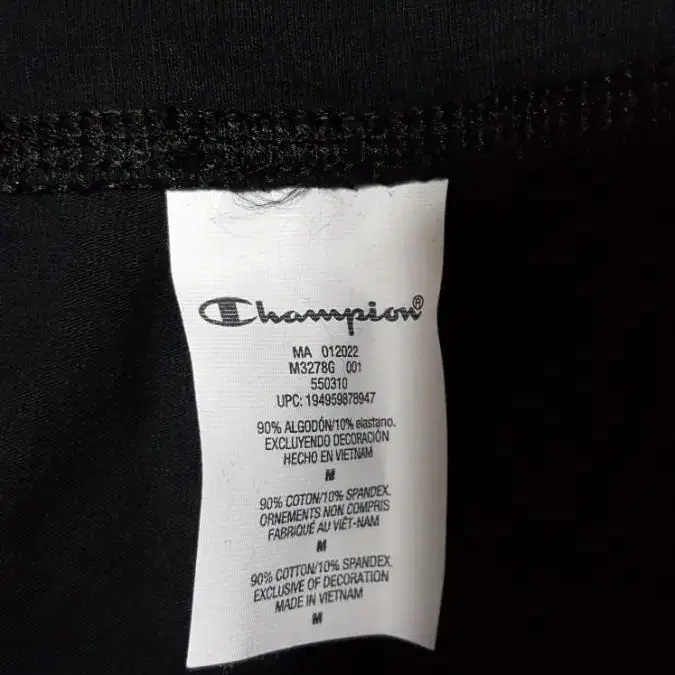 Champion®
MA 012022
M3278G 001
550310
UPC: 194959878947
90% ALGODÓN/10% elastano.
EXCLUYENDO DECORACIÓN
HECHO EN VIETNAM
M
90% COTON/10% SPANDEX.
ORNEMENTS NON COMPRIS
FABRIQUÉ AU VIÊT-NAM
M
90% COTTON/10% SPANDEX.
EXCLUSIVE OF DECORATION
MADE IN VIETNAM
M